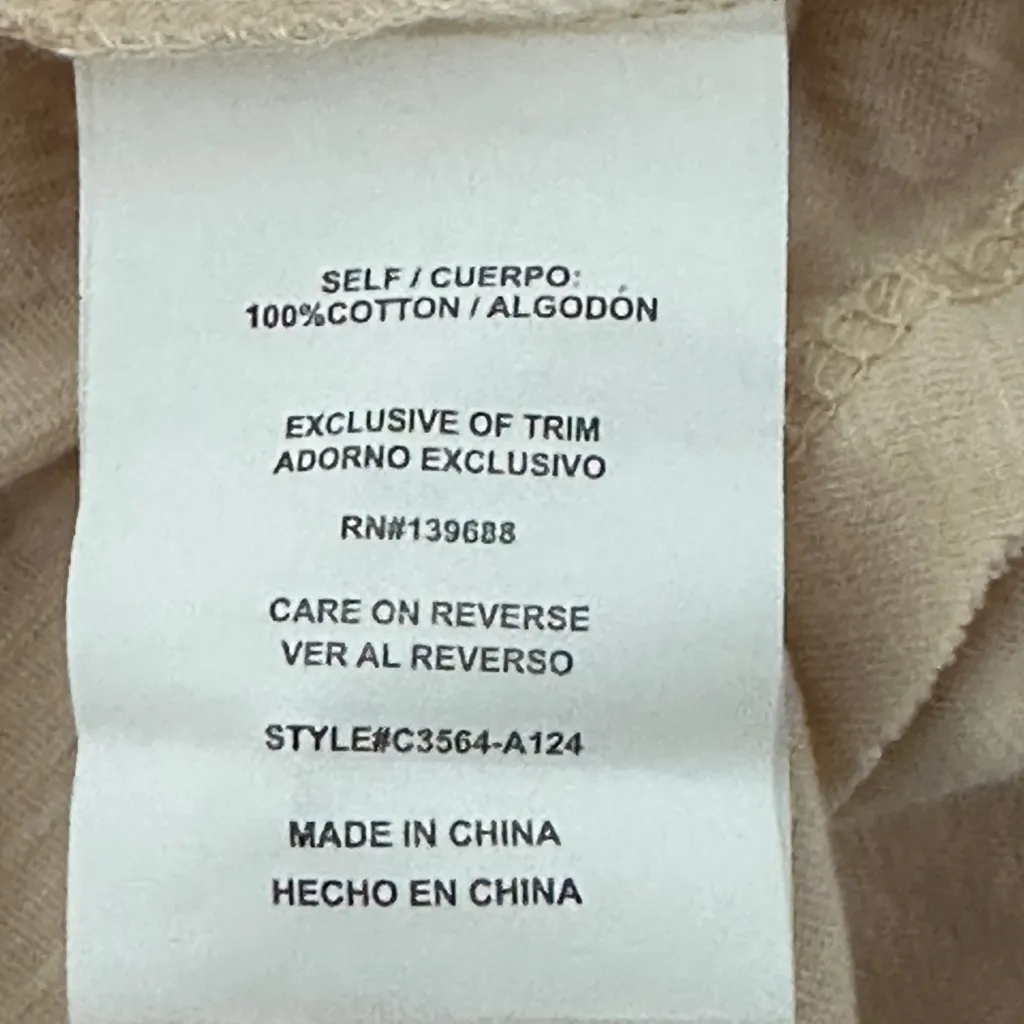 SELF / CUERPO:
100%COTTON / ALGODÓN
EXCLUSIVE OF TRIM
ADORNO EXCLUSIVO
RN#139688
CARE ON REVERSE
VER AL REVERSO
STYLE#C3564-A124
MADE IN CHINA
HECHO EN CHINA